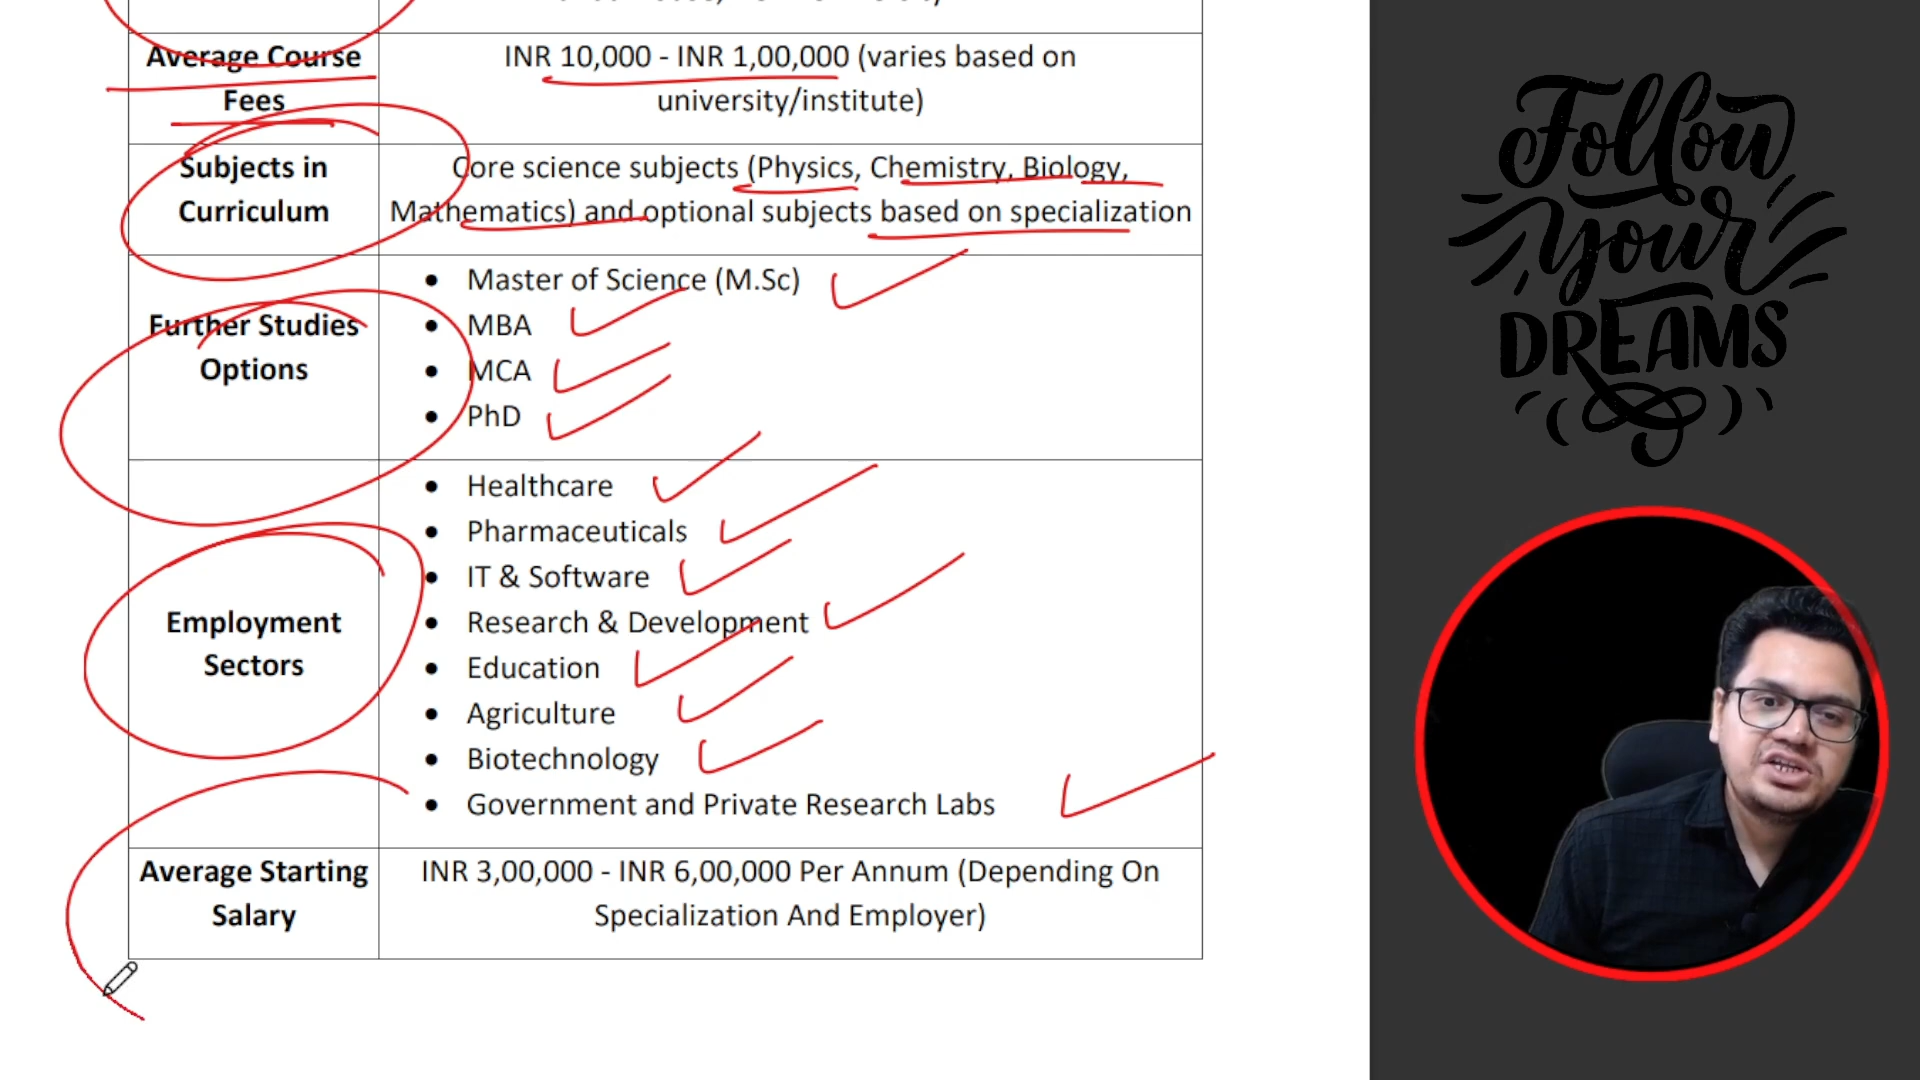 Average Course
Fees
INR 10,000 - INR 1,00,000 (varies based on
university/institute)
Subjects in
Curriculum
Core science subjects (Physics, Chemistry, Biology,
Mathematics) and optional subjects based on specialization
Further Studies
Options
• Master of Science (M.Sc)
• MBA
• MCA
• PhD
Employment
Sectors
• Healthcare
• Pharmaceuticals
• IT & Software
• Research & Development
• Education
• Agriculture
• Biotechnology
• Government and Private Research Labs
Average Starting
Salary
INR 3,00,000 - INR 6,00,000 Per Annum (Depending On
Specialization And Employer)
Follow
Your
DREAMS